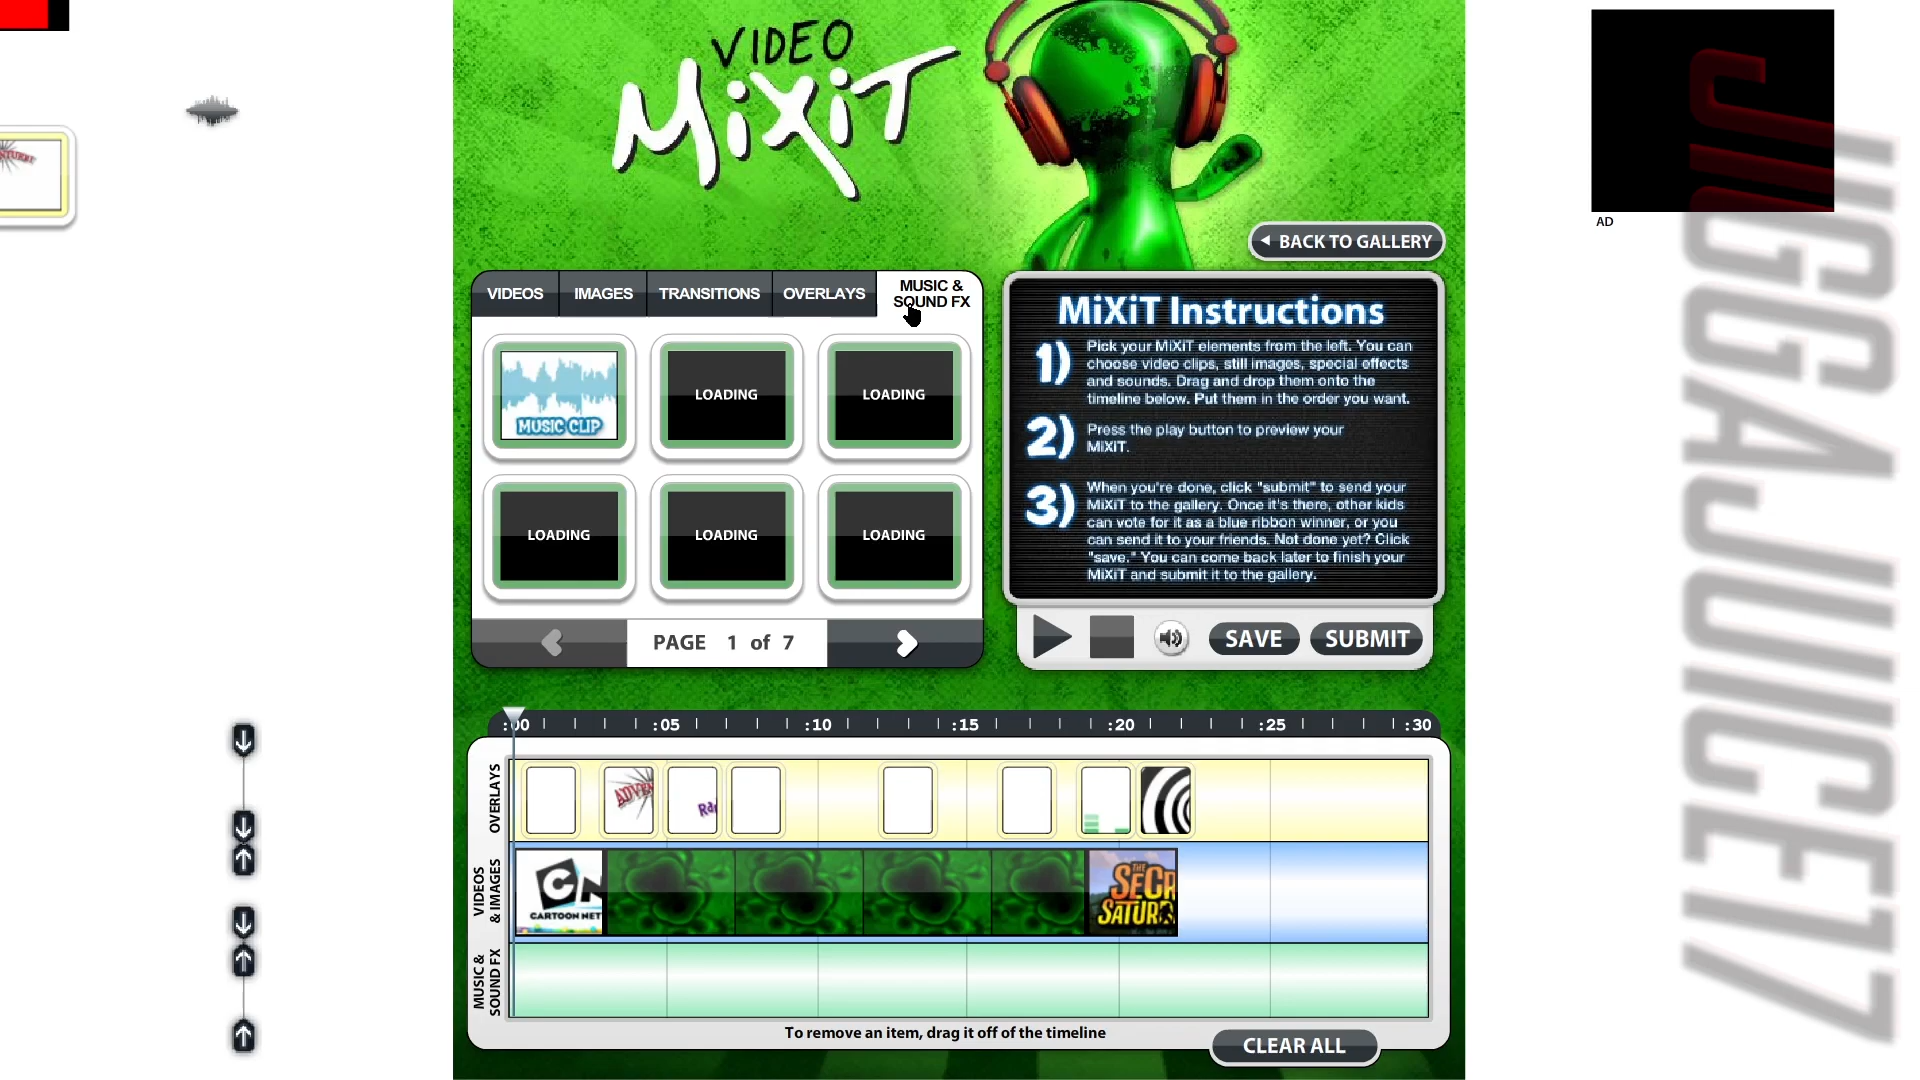 VIDEO
MiXiT
BACK TO GALLERY
JIGGAJUICE17
AD
VIDEOS
IMAGES
TRANSITIONS
OVERLAYS
MUSIC &
SOUND FX
MUSIC CLIP
LOADING
LOADING
LOADING
LOADING
LOADING
PAGE 1 of 7
MiXiT Instructions
1) Pick your MiXiT elements from the left. You can
choose video clips, still images, special effects
and sounds. Drag and drop them onto the
timeline below. Put them in the order you want.
2) Press the play button to preview your
MiXiT.
3) When you're done, click "submit" to send your
MiXiT to the gallery. Once it's there, other kids
can vote for it as a blue ribbon winner, or you
can send it to your friends. Not done yet? Click
"save." You can come back later to finish your
MiXiT and submit it to the gallery.
SAVE
SUBMIT
:00 :05 :10 :15 :20 :25 :30
OVERLAYS
ADVEN
Ra
VIDEOS
& IMAGES
CN
CARTOON NET
THE
SECR
SATUR
MUSIC &
SOUND FX
To remove an item, drag it off of the timeline
CLEAR ALL